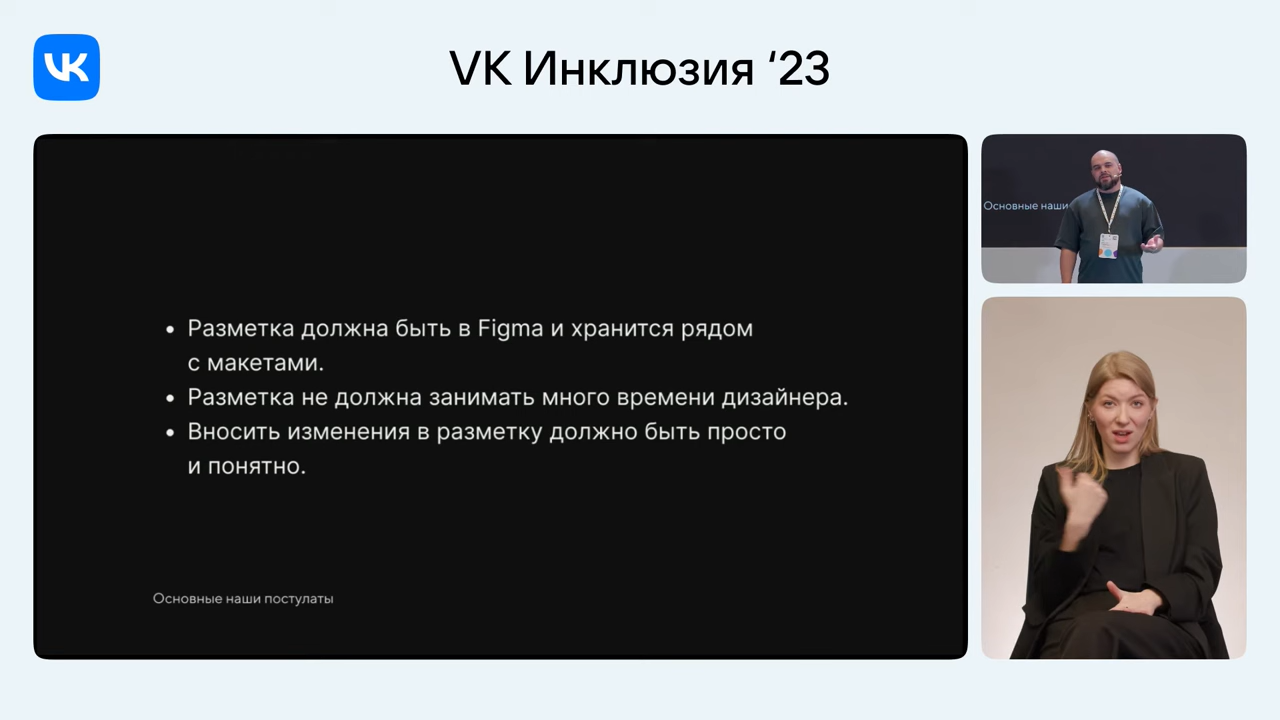 VK
VK Инклюзия ‘23
Разметка должна быть в Figma и хранится рядом
с макетами.
Разметка не должна занимать много времени дизайнера.
Вносить изменения в разметку должно быть просто
и понятно.
Основные наши постулаты
Основные наши